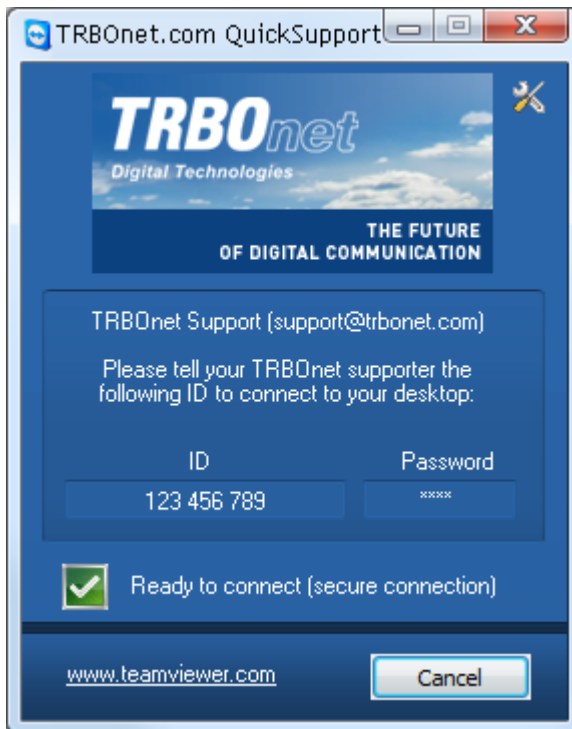 TRBOnet.com QuickSupport
TRBOnet
Digital Technologies
THE FUTURE
OF DIGITAL COMMUNICATION
TRBOnet Support (support@trbonet.com)
Please tell your TRBOnet supporter the
following ID to connect to your desktop:
ID Password
123 456 789 ****
Ready to connect (secure connection)
www.teamviewer.com Cancel